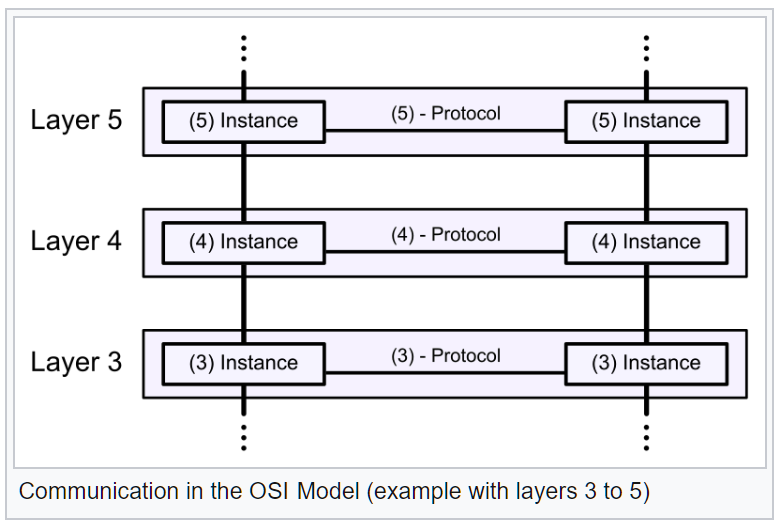 Layer 5
(5) Instance
(5) - Protocol
(5) Instance
Layer 4
(4) Instance
(4) - Protocol
(4) Instance
Layer 3
(3) Instance
(3) - Protocol
(3) Instance
Communication in the OSI Model (example with layers 3 to 5)